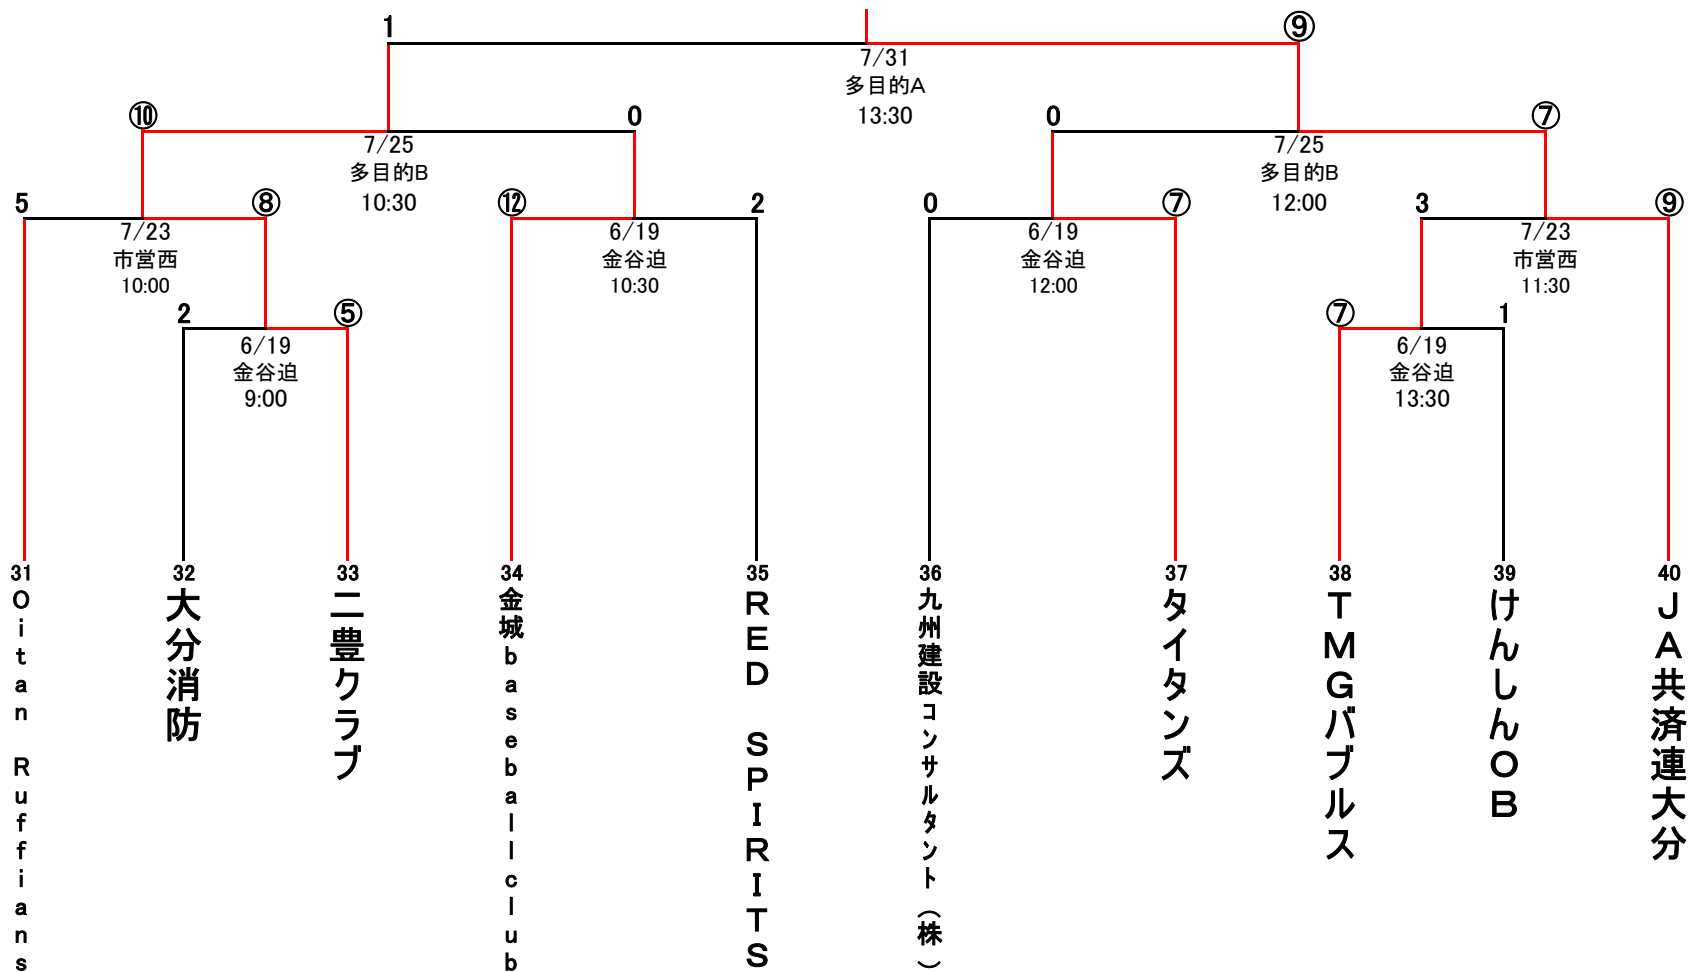 1
⑨
7/31
多目的A
13:30
⑩
0
0
⑦
7/25
多目的B
10:30
7/25
多目的B
12:00
5
⑧
⑫
2
0
⑦
3
⑨
7/23
市営西
10:00
6/19
金谷迫
10:30
6/19
金谷迫
12:00
7/23
市営西
11:30
2
⑤
⑦
1
6/19
金谷迫
9:00
6/19
金谷迫
13:30
31
Oitan Ruffians
32
大分消防
33
二豊クラブ
34
金城baseballclub
35
RED SPIRITS
36
九州建設コンサルタント(株)
37
タイタンズ
38
TMGバブルス
39
けんしんOB
40
JA共済連大分